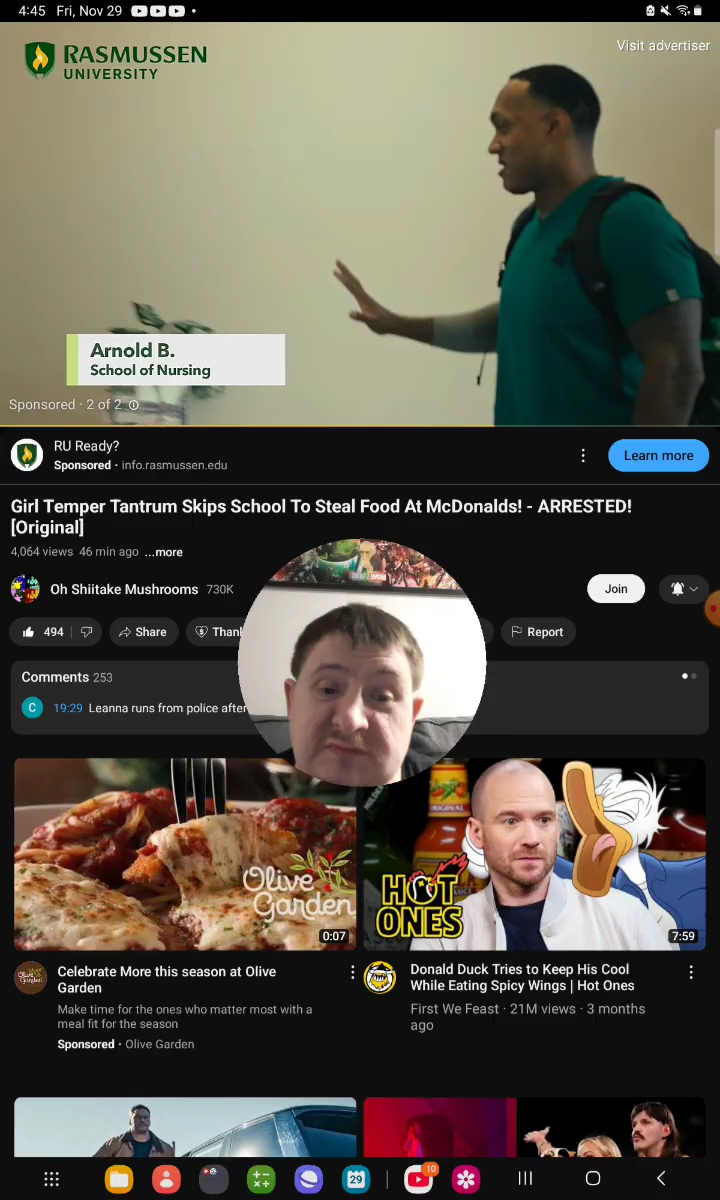 4:45 Fri, Nov 29
RASMUSSEN
UNIVERSITY
Visit advertiser
Arnold B.
School of Nursing
Sponsored · 2 of 2
RU Ready?
Sponsored · info.rasmussen.edu
Learn more
Girl Temper Tantrum Skips School To Steal Food At McDonalds! - ARRESTED!
[Original]
4,064 views 46 min ago ...more
Oh Shiitake Mushrooms 730K
Join
494
Share
Report
Comments 253
C
19:29 Leanna runs from police after
Olive
Garden
0:07
ORIGINAL
HOT
ONES
7:59
Celebrate More this season at Olive
Garden
Make time for the ones who matter most with a
meal fit for the season
Sponsored · Olive Garden
Donald Duck Tries to Keep His Cool
While Eating Spicy Wings | Hot Ones
First We Feast · 21M views · 3 months
ago
29
10